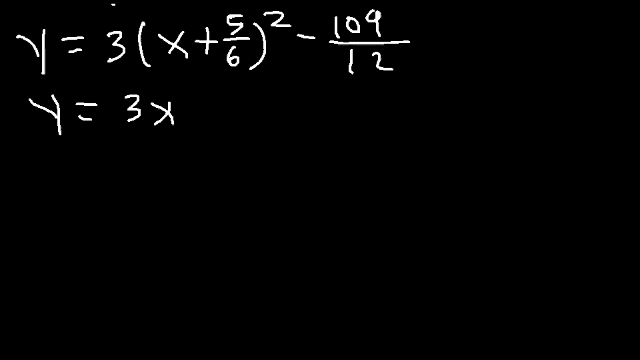 y = 3(x + 5/6)² - 109/12
y = 3x